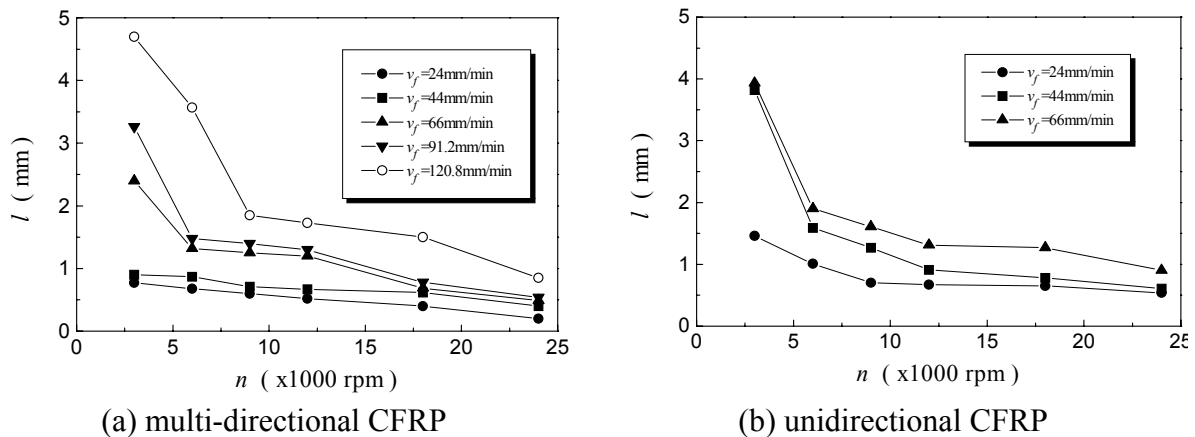 5
4
3
2
1
0
l ( mm )
v_f=24mm/min
v_f=44mm/min
v_f=66mm/min
v_f=91.2mm/min
v_f=120.8mm/min
0 5 10 15 20 25
n ( x1000 rpm )
(a) multi-directional CFRP
5
4
3
2
1
0
l ( mm )
v_f=24mm/min
v_f=44mm/min
v_f=66mm/min
0 5 10 15 20 25
n ( x1000 rpm )
(b) unidirectional CFRP